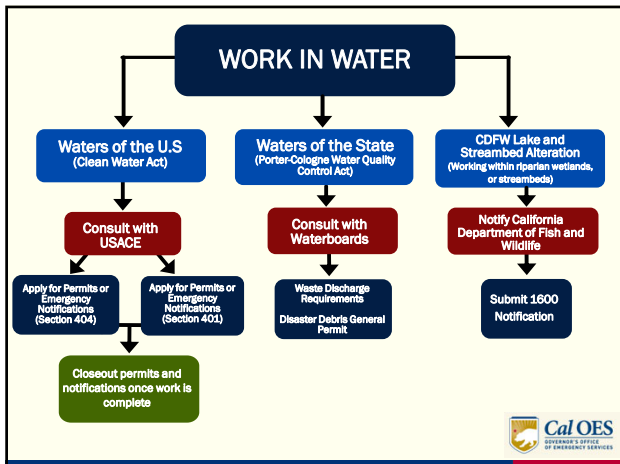 WORK IN WATER
Waters of the U.S
(Clean Water Act)
Waters of the State
(Porter-Cologne Water Quality
Control Act)
CDFW Lake and
Streambed Alteration
(Working within riparian wetlands,
or streambeds)
Consult with
USACE
Consult with
Waterboards
Notify California
Department of Fish and
Wildlife
Apply for Permits or
Emergency
Notifications
(Section 404)
Apply for Permits or
Emergency
Notifications
(Section 401)
Waste Discharge
Requirements
Disaster Debris General
Permit
Submit 1600
Notification
Closeout permits and
notifications once work is
complete
Cal OES
GOVERNOR'S OFFICE
OF EMERGENCY SERVICES